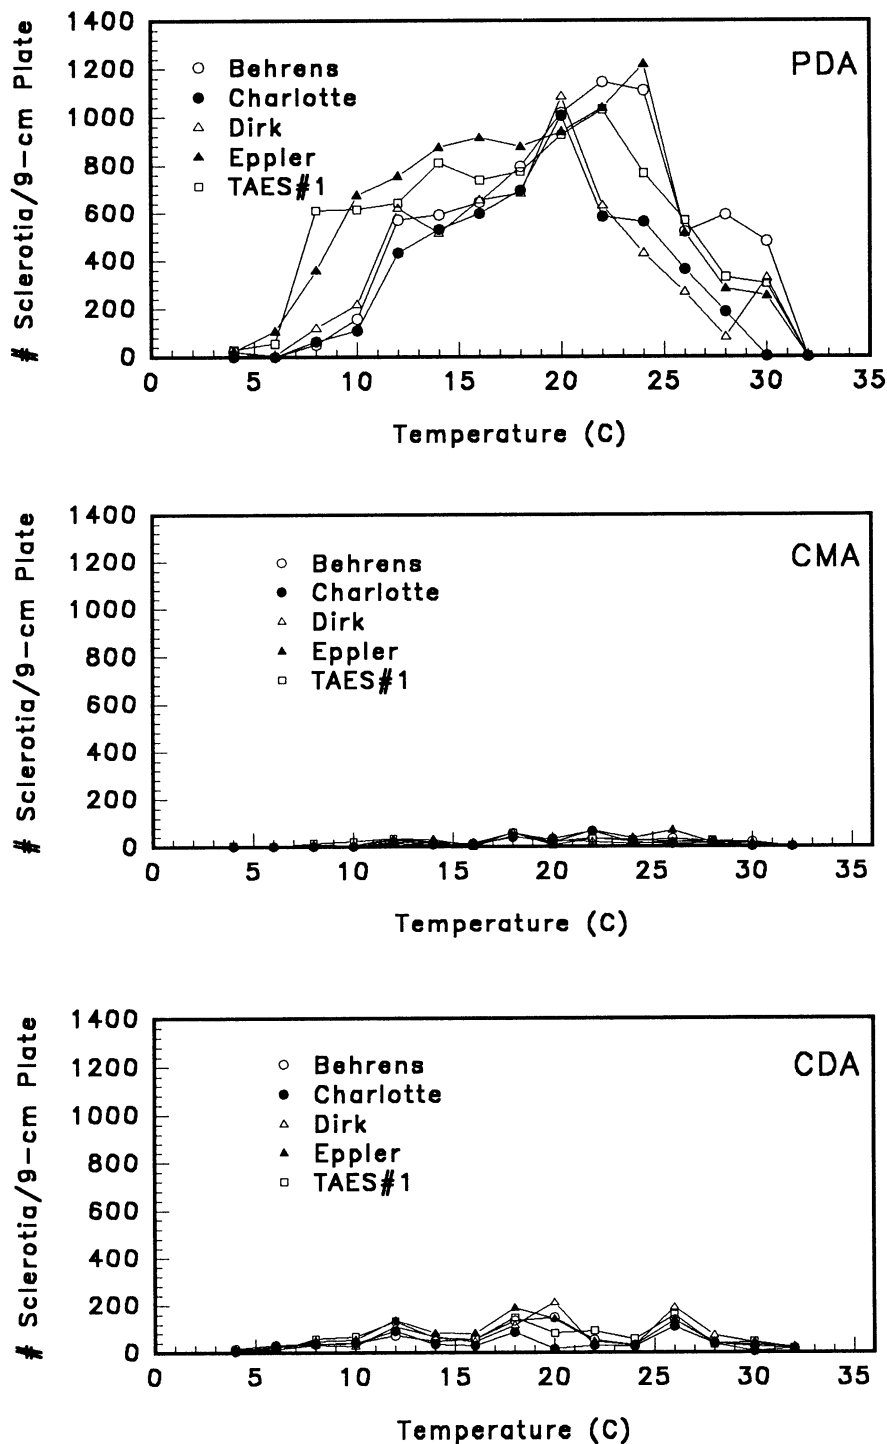 # Sclerotia/9-cm Plate
1400
1200
1000
800
600
400
200
0
PDA
Behrens
Charlotte
Dirk
Eppler
TAES#1
0 5 10 15 20 25 30 35
Temperature (C)
# Sclerotia/9-cm Plate
1400
1200
1000
800
600
400
200
0
CMA
Behrens
Charlotte
Dirk
Eppler
TAES#1
0 5 10 15 20 25 30 35
Temperature (C)
# Sclerotia/9-cm Plate
1400
1200
1000
800
600
400
200
0
CDA
Behrens
Charlotte
Dirk
Eppler
TAES#1
0 5 10 15 20 25 30 35
Temperature (C)